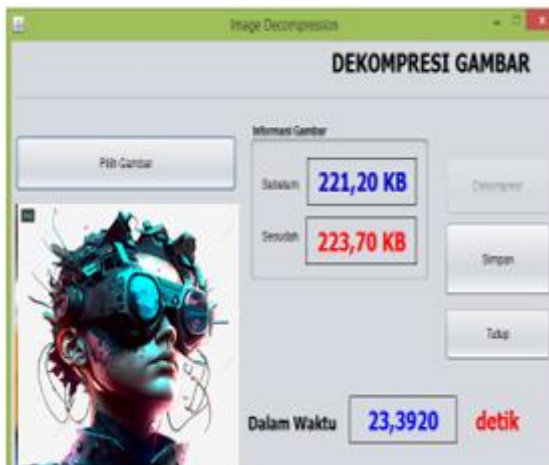 Image Decompression
DEKOMPRESI GAMBAR
Informasi Gambar
Pilih Gambar
Sebelum 221,20 KB
Dekompresi
Sesudah 223,70 KB
Simpan
Tutup
Dalam Waktu 23,3920 detik